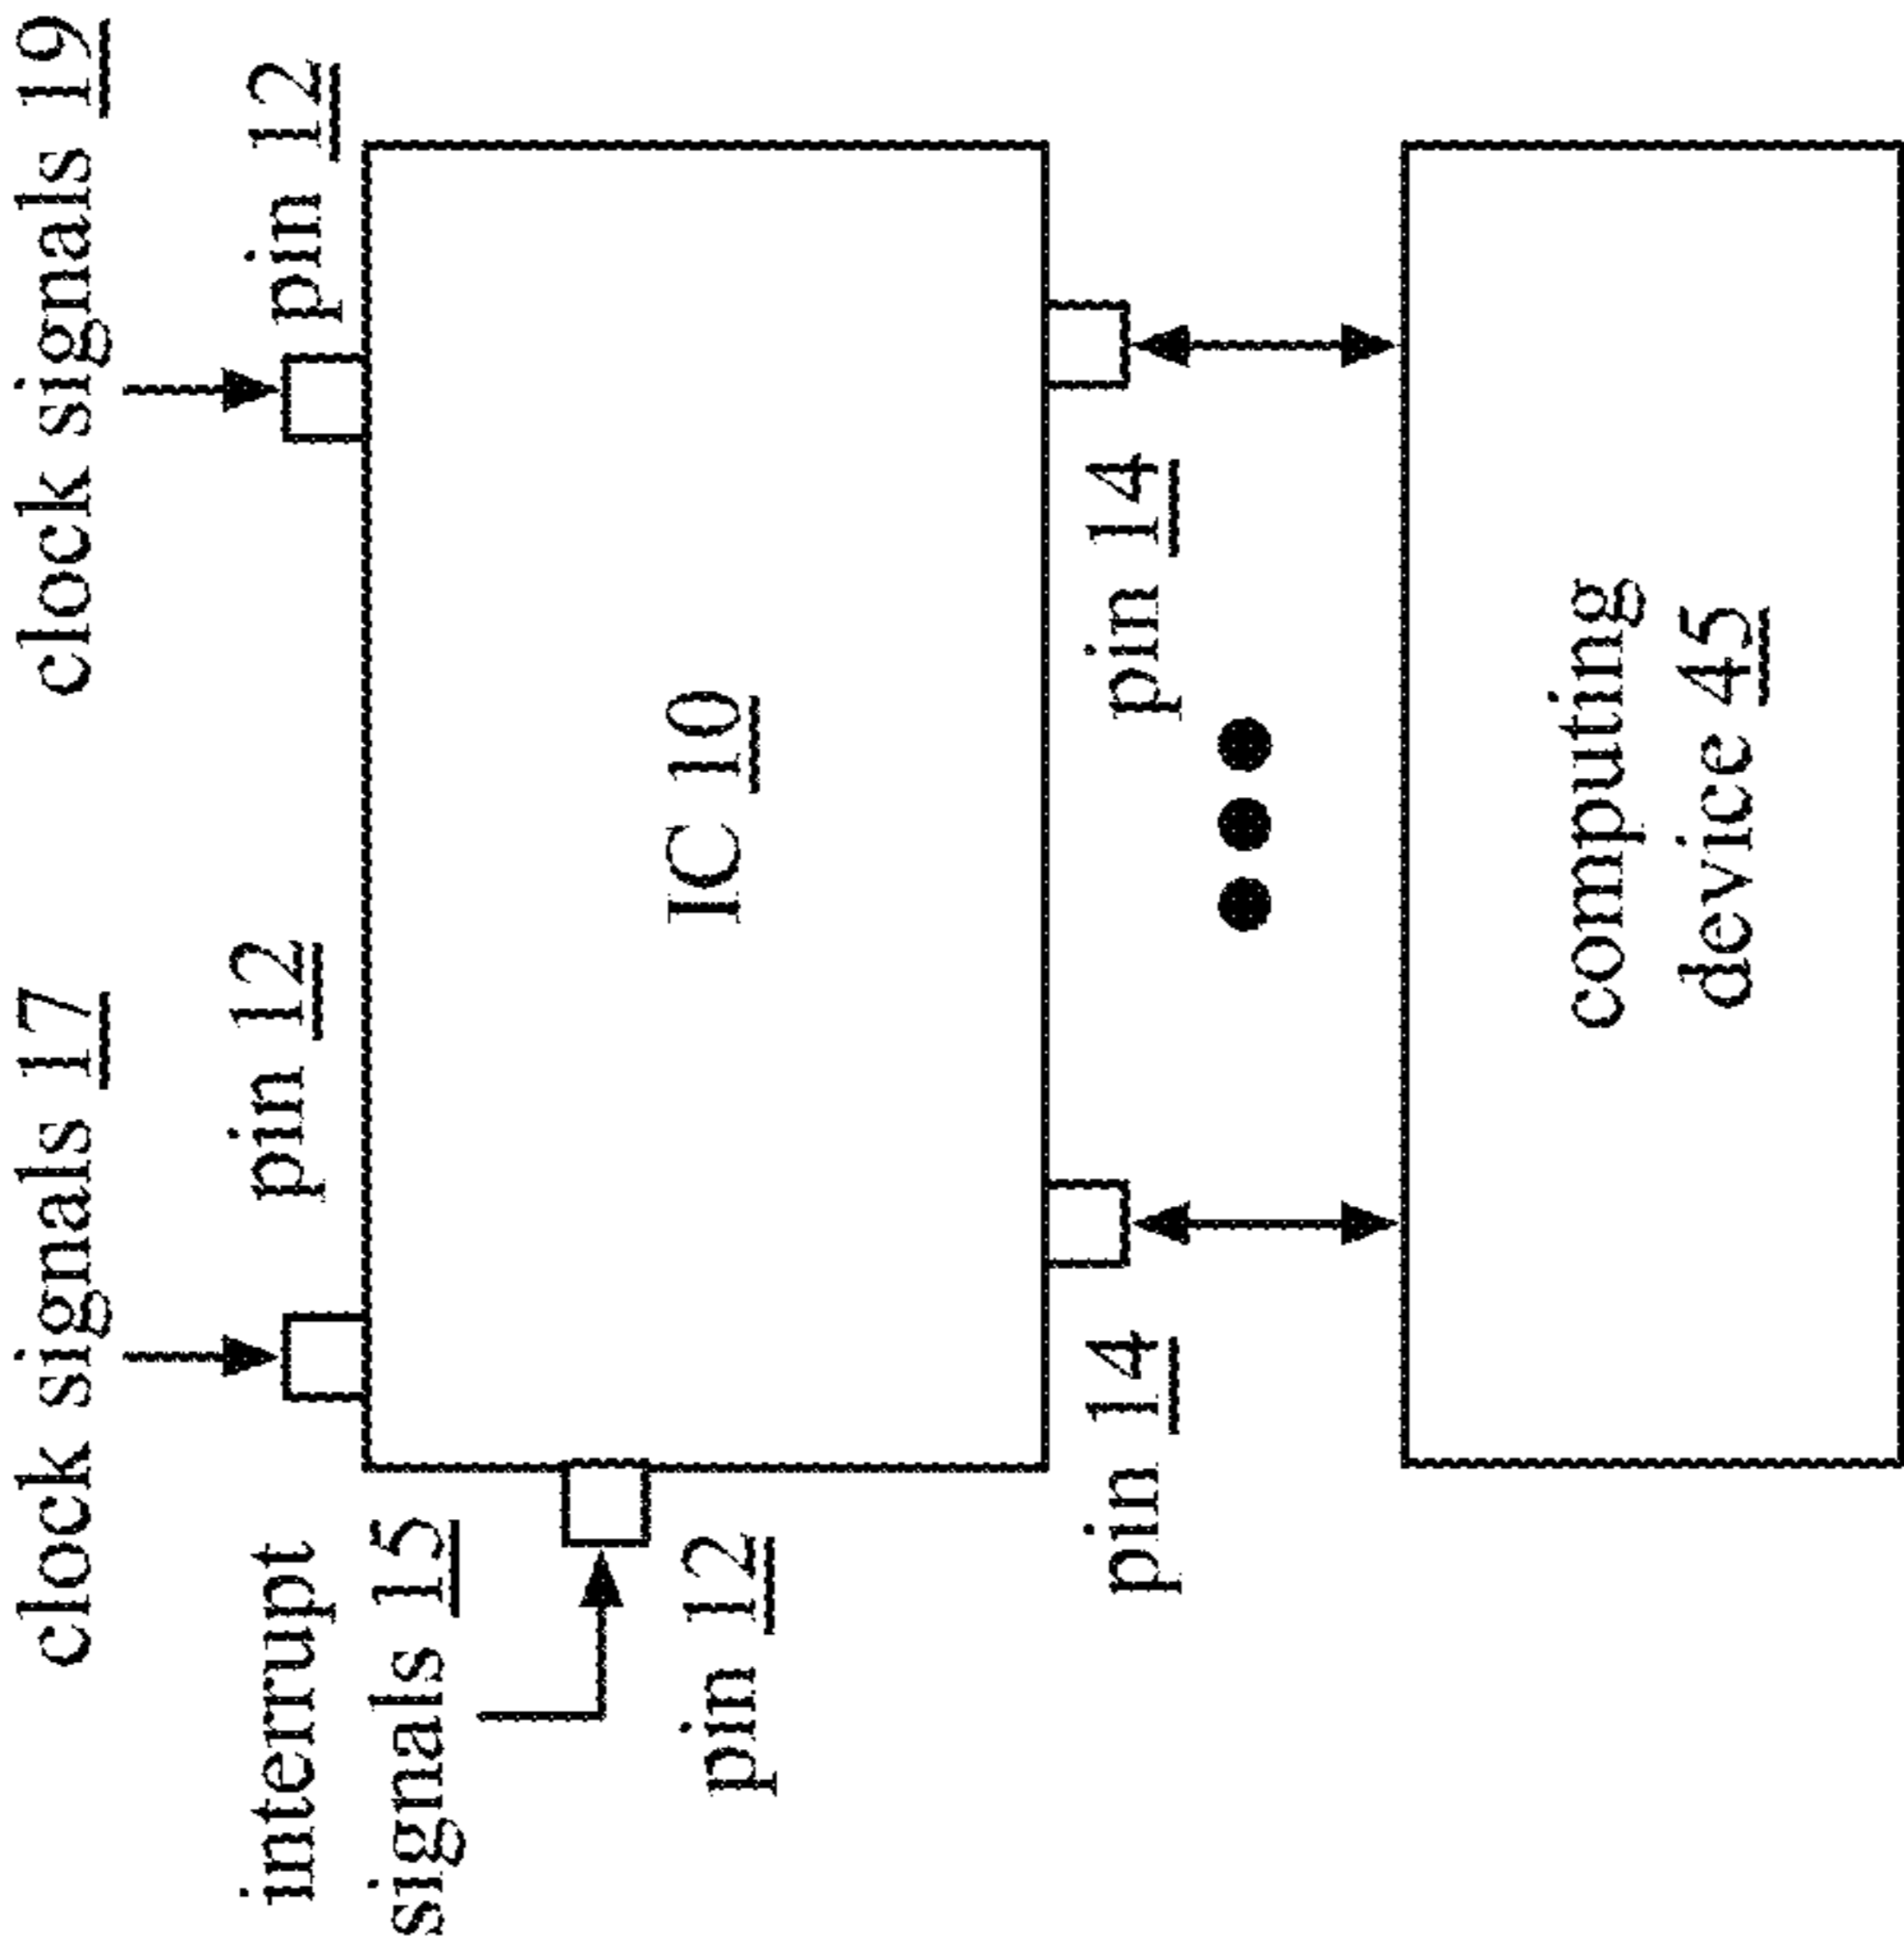 clock signals 17
clock signals 19
pin 12
pin 12
interrupt
signals 15
pin 12
IC 10
pin 14
pin 14
computing
device 45